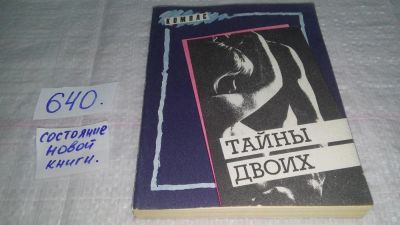 640.
состояние
новой
книги.
КОМПАС
ТАЙНЫ
ДВОИХ